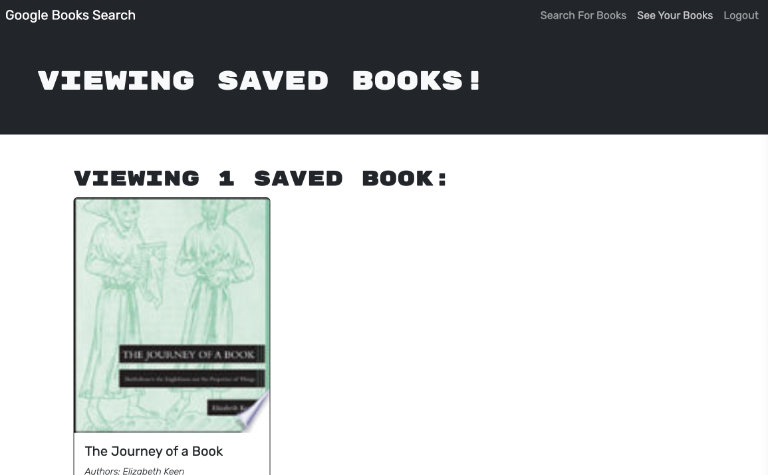 Google Books Search
Search For Books See Your Books Logout
VIEWING SAVED BOOKS!
VIEWING 1 SAVED BOOK:
THE JOURNEY OF A BOOK
Bartholomew the Englishman and the Properties of Things
Elizabeth
The Journey of a Book
Authors: Elizabeth Keen